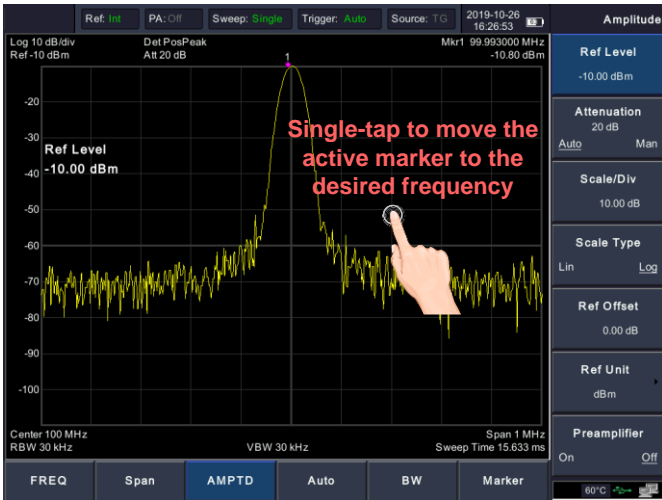 Ref: Int PA: Off Sweep: Single Trigger: Auto Source: TG 2019-10-26
16:26:53
Amplitude
Log 10 dB/div Det PosPeak Mkr1 99.993000 MHz
Ref -10 dBm Att 20 dB -10.80 dBm
1
-20
-30
-40
-50
-60
-70
-80
-90
-100
Ref Level
-10.00 dBm
Single-tap to move the
active marker to the
desired frequency
Center 100 MHz Span 1 MHz
RBW 30 kHz VBW 30 kHz Sweep Time 15.633 ms
Ref Level
-10.00 dBm
Attenuation
20 dB
Auto Man
Scale/Div
10.00 dB
Scale Type
Lin Log
Ref Offset
0.00 dB
Ref Unit
dBm
Preamplifier
On Off
FREQ Span AMPTD Auto BW Marker
60°C